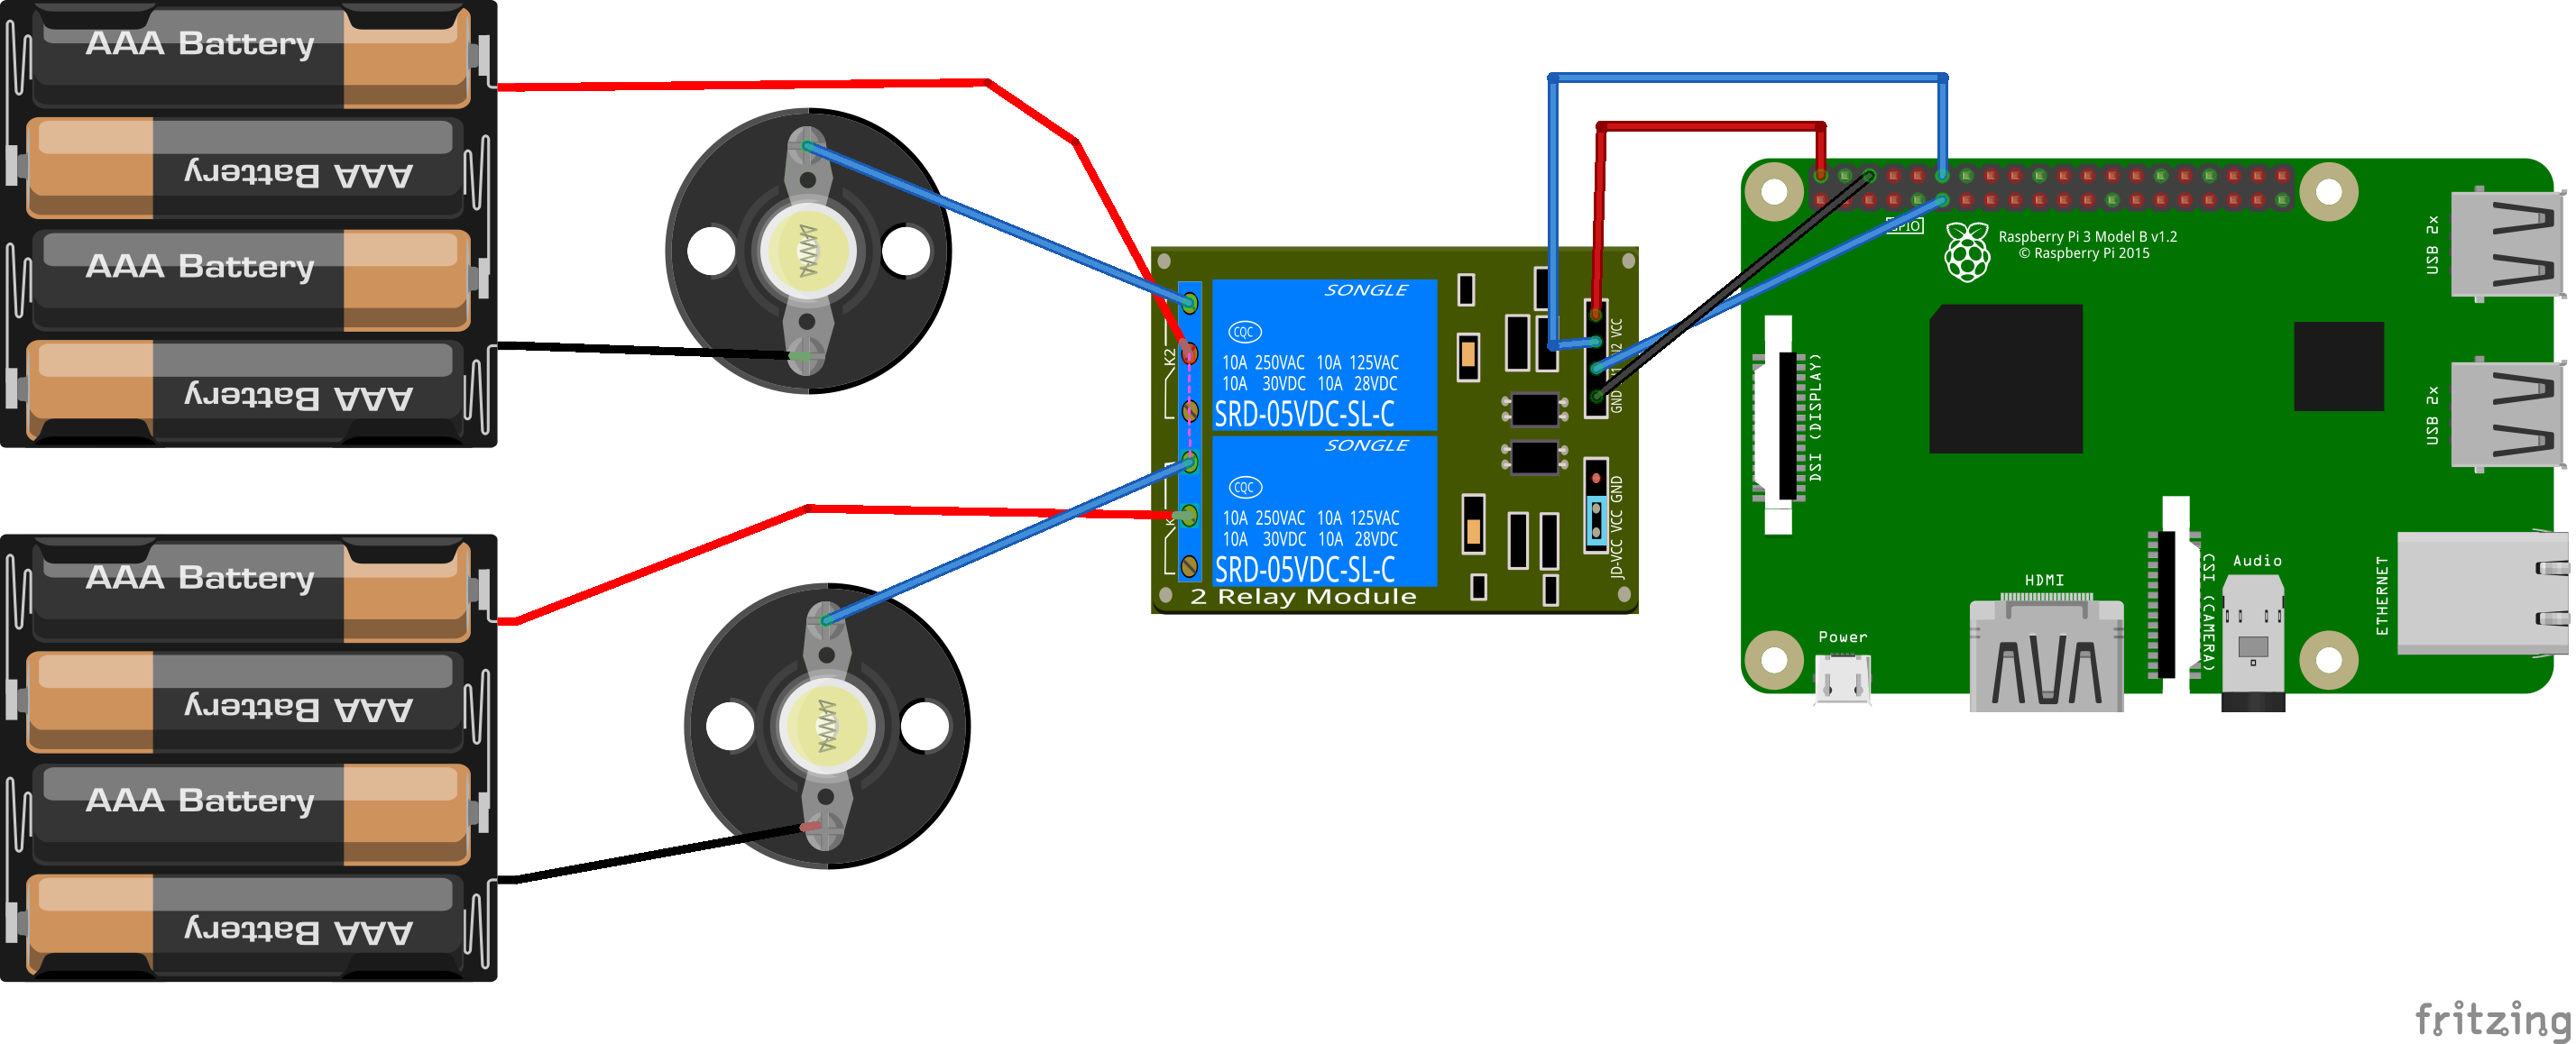 AAA Battery
AAA Battery
AAA Battery
AAA Battery
AAA Battery
AAA Battery
AAA Battery
AAA Battery
K2
SONGLE
CQC
10A 250VAC 10A 125VAC
10A 30VDC 10A 28VDC
SRD-05VDC-SL-C
SONGLE
CQC
10A 250VAC 10A 125VAC
10A 30VDC 10A 28VDC
SRD-05VDC-SL-C
2 Relay Module
GND
VCC
JD-VCC VCC GND
GPIO
Raspberry Pi 3 Model B v1.2
© Raspberry Pi 2015
DSI (DISPLAY)
USB 2x
USB 2x
Power
HDMI
CSI (CAMERA)
Audio
ETHERNET
fritzing